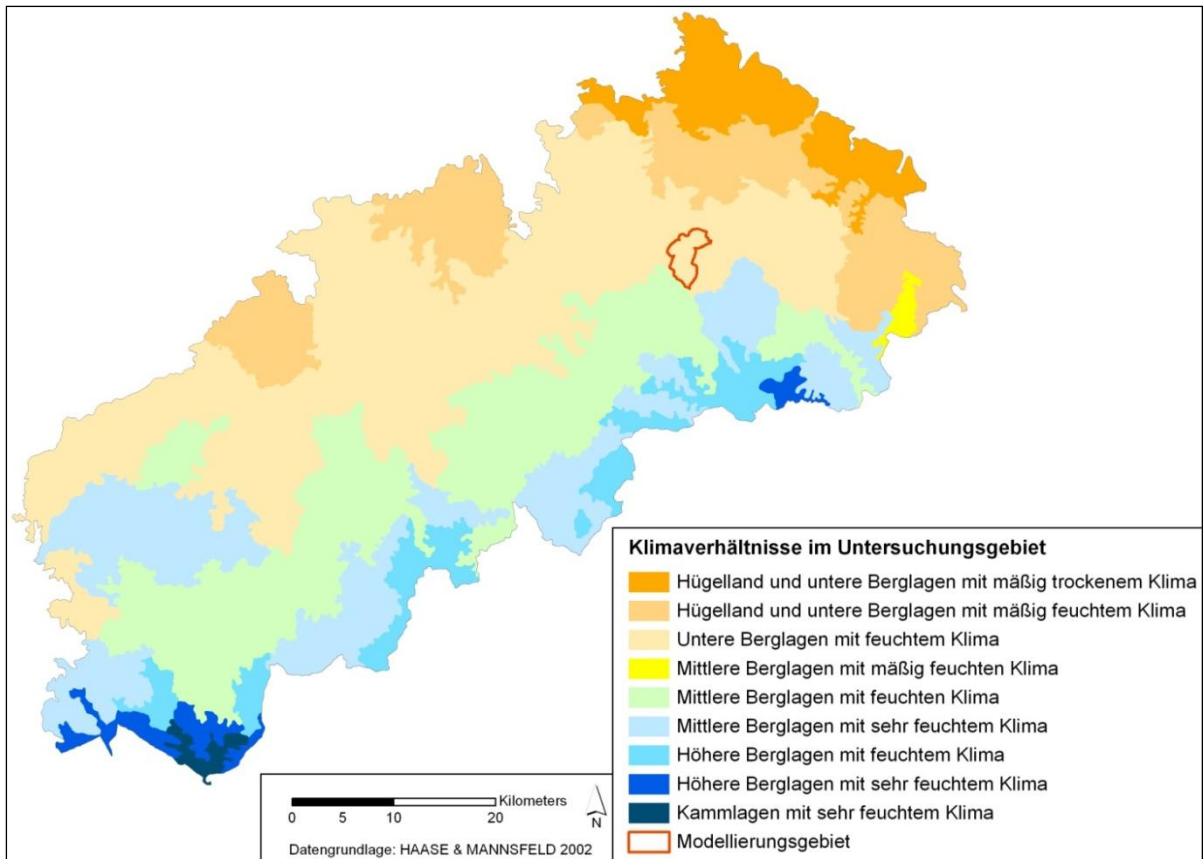 Klimaverhältnisse im Untersuchungsgebiet
Hügelland und untere Berglagen mit mäßig trockenem Klima
Hügelland und untere Berglagen mit mäßig feuchtem Klima
Untere Berglagen mit feuchtem Klima
Mittlere Berglagen mit mäßig feuchten Klima
Mittlere Berglagen mit feuchten Klima
Mittlere Berglagen mit sehr feuchtem Klima
Höhere Berglagen mit feuchtem Klima
Höhere Berglagen mit sehr feuchtem Klima
Kammlagen mit sehr feuchtem Klima
Modellierungsgebiet
Kilometers
0 5 10 20
N
Datengrundlage: HAASE & MANNSFELD 2002